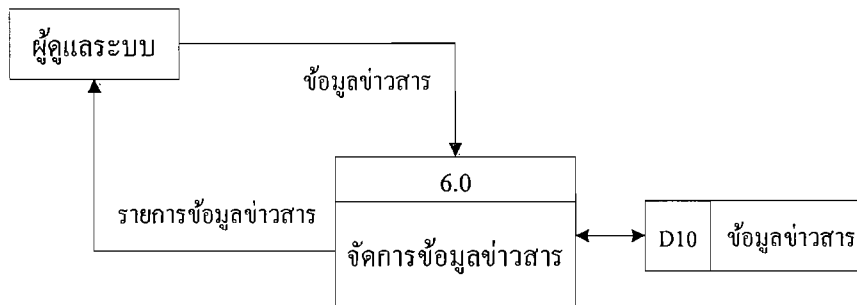 ผู้ดูแลระบบ
ข้อมูลข่าวสาร
6.0
รายการข้อมูลข่าวสาร
จัดการข้อมูลข่าวสาร
D10 ข้อมูลข่าวสาร